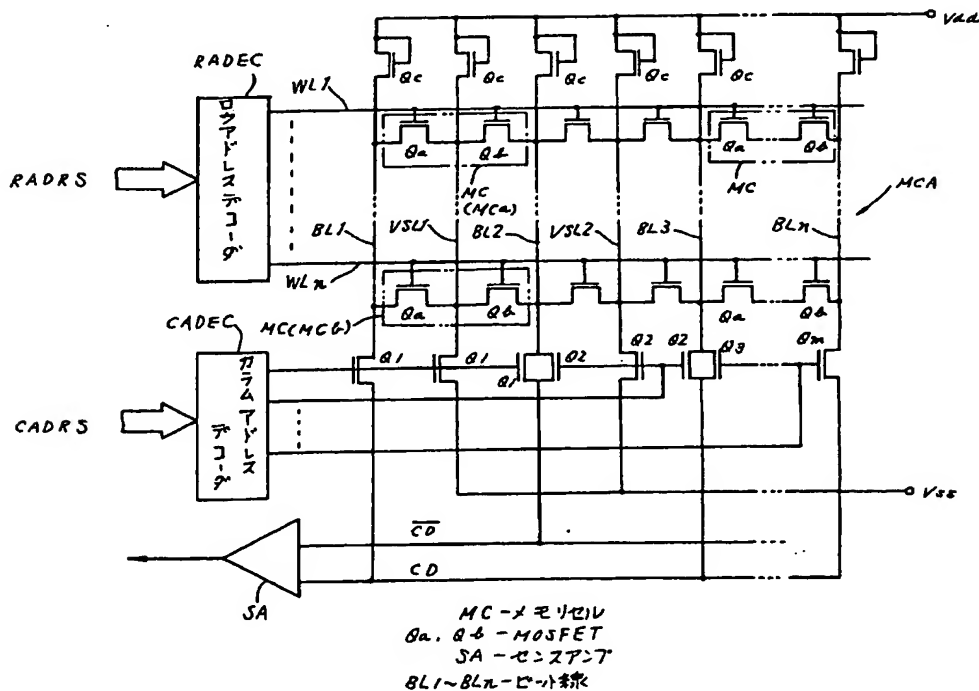 Vdd
RADEC
Qc Qc Qc Qc Qc
WL1
ロウアドレスデコーダ
RADRS
Qa Qb Qa Qb
MC
(MCa)
MC
MCA
BL1 VSL1 BL2 VSL2 BL3 BLn
WLn
Qa Qb Qa Qb
MC(MCb)
CADEC
Q1 Q1 Q1 Q2 Q2 Q2 Q3 Qm
カラムアドレスデコーダ
CADRS
Vss
CD
CD
SA
MC-メモリセル
Qa, Qb-MOSFET
SA-センスアンプ
BL1~BLn-ビット線